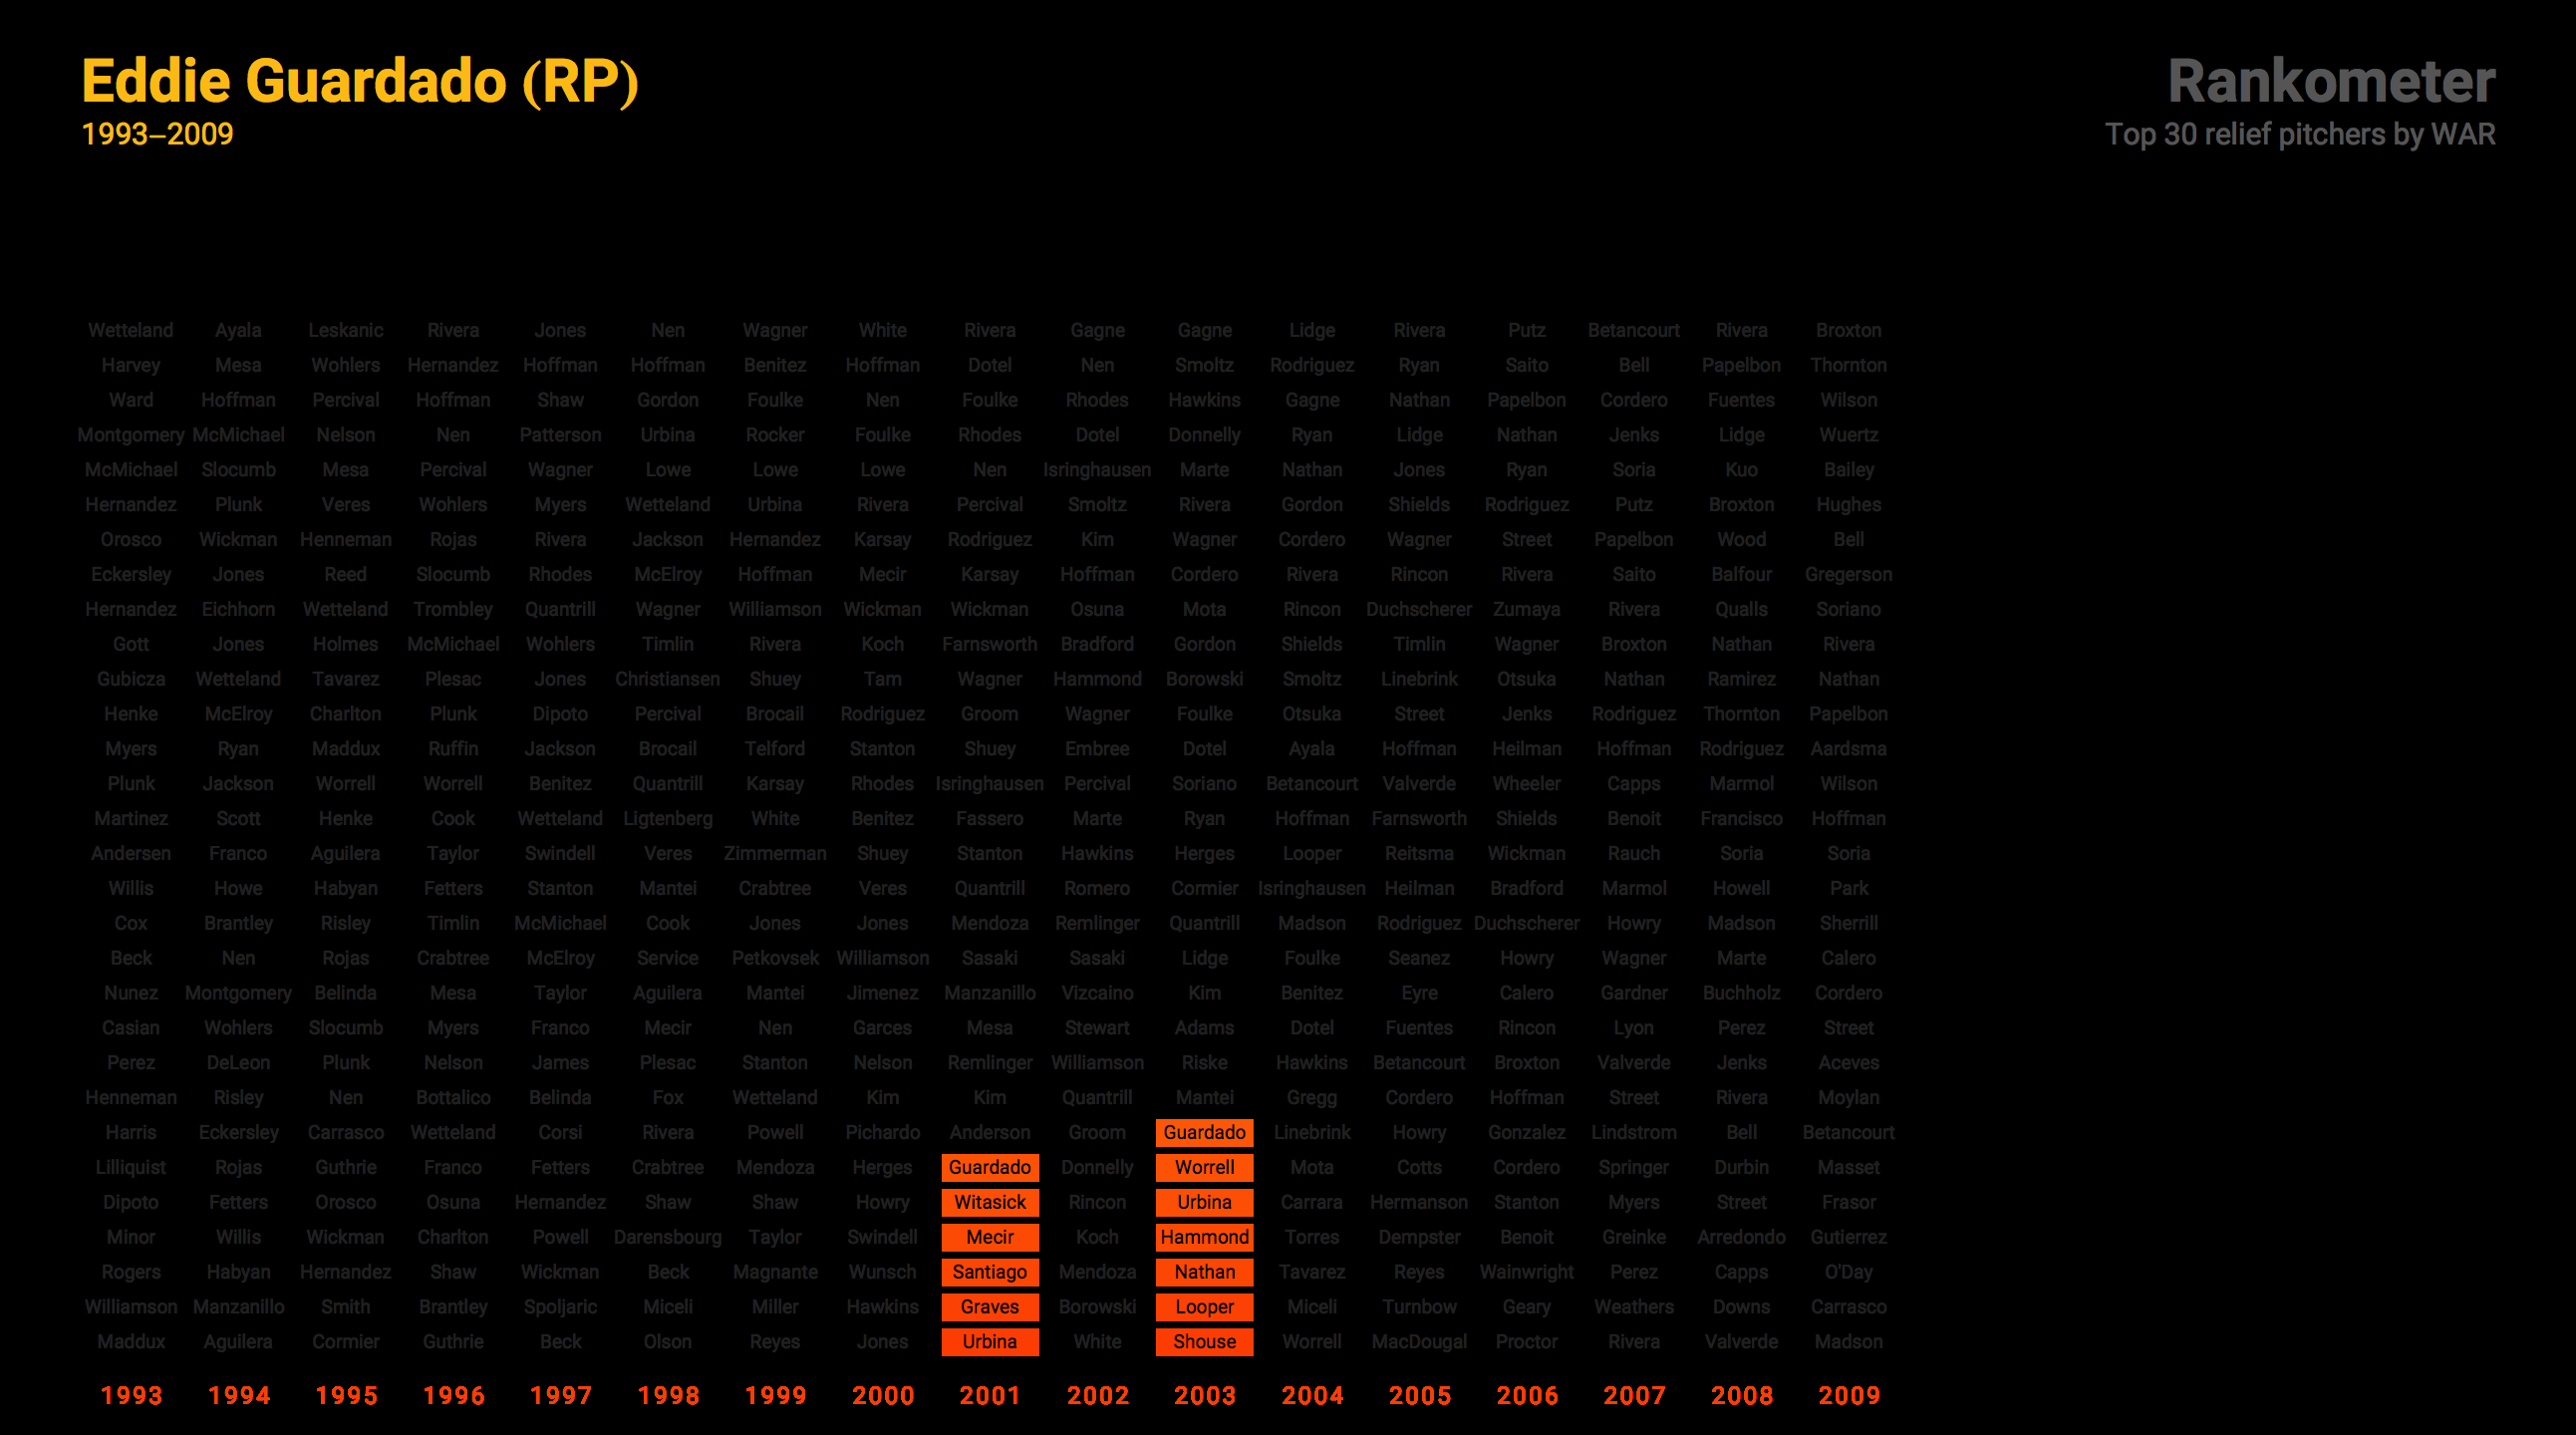 Eddie Guardado (RP) Rankometer
1993–2009 Top 30 relief pitchers by WAR
Wetteland Ayala Leskanic Rivera Jones Nen Wagner White Rivera Gagne Gagne Lidge Rivera Putz Betancourt Rivera Broxton
Harvey Mesa Wohlers Hernandez Hoffman Hoffman Benitez Hoffman Dotel Nen Smoltz Rodriguez Ryan Saito Bell Papelbon Thornton
Ward Hoffman Percival Hoffman Shaw Gordon Foulke Nen Foulke Rhodes Hawkins Gagne Nathan Papelbon Cordero Fuentes Wilson
Montgomery McMichael Nelson Nen Patterson Urbina Rocker Foulke Rhodes Dotel Donnelly Ryan Lidge Nathan Jenks Lidge Wuertz
McMichael Slocumb Mesa Percival Wagner Lowe Lowe Lowe Nen Isringhausen Marte Nathan Jones Ryan Soria Kuo Bailey
Hernandez Plunk Veres Wohlers Myers Wetteland Urbina Rivera Percival Smoltz Rivera Gordon Shields Rodriguez Putz Broxton Hughes
Orosco Wickman Henneman Rojas Rivera Jackson Hernandez Karsay Rodriguez Kim Wagner Cordero Wagner Street Papelbon Wood Bell
Eckersley Jones Reed Slocumb Rhodes McElroy Hoffman Mecir Karsay Hoffman Cordero Rivera Rincon Rivera Saito Balfour Gregerson
Hernandez Eichhorn Wetteland Trombley Quantrill Wagner Williamson Wickman Wickman Osuna Mota Rincon Duchscherer Zumaya Rivera Qualls Soriano
Gott Jones Holmes McMichael Wohlers Timlin Rivera Koch Farnsworth Bradford Gordon Shields Timlin Wagner Broxton Nathan Rivera
Gubicza Wetteland Tavarez Plesac Jones Christiansen Shuey Tam Wagner Hammond Borowski Smoltz Linebrink Otsuka Nathan Ramirez Nathan
Henke McElroy Charlton Plunk Dipoto Percival Brocail Rodriguez Groom Wagner Foulke Otsuka Street Jenks Rodriguez Thornton Papelbon
Myers Ryan Maddux Ruffin Jackson Brocail Telford Stanton Shuey Embree Dotel Ayala Hoffman Heilman Hoffman Rodriguez Aardsma
Plunk Jackson Worrell Worrell Benitez Quantrill Karsay Rhodes Isringhausen Percival Soriano Betancourt Valverde Wheeler Capps Marmol Wilson
Martinez Scott Henke Cook Wetteland Ligtenberg White Benitez Fassero Marte Ryan Hoffman Farnsworth Shields Benoit Francisco Hoffman
Andersen Franco Aguilera Taylor Swindell Veres Zimmerman Shuey Stanton Hawkins Herges Looper Reitsma Wickman Rauch Soria Soria
Willis Howe Habyan Fetters Stanton Mantei Crabtree Veres Quantrill Romero Cormier Isringhausen Heilman Bradford Marmol Howell Park
Cox Brantley Risley Timlin McMichael Cook Jones Jones Mendoza Remlinger Quantrill Madson Rodriguez Duchscherer Howry Madson Sherrill
Beck Nen Rojas Crabtree McElroy Service Petkovsek Williamson Sasaki Sasaki Lidge Foulke Seanez Howry Wagner Marte Calero
Nunez Montgomery Belinda Mesa Taylor Aguilera Mantei Jimenez Manzanillo Vizcaino Kim Benitez Eyre Calero Gardner Buchholz Cordero
Casian Wohlers Slocumb Myers Franco Mecir Nen Garces Mesa Stewart Adams Dotel Fuentes Rincon Lyon Perez Street
Perez DeLeon Plunk Nelson James Plesac Stanton Nelson Remlinger Williamson Riske Hawkins Betancourt Broxton Valverde Jenks Aceves
Henneman Risley Nen Bottalico Belinda Fox Wetteland Kim Kim Quantrill Mantei Gregg Cordero Hoffman Street Rivera Moylan
Harris Eckersley Carrasco Wetteland Corsi Rivera Powell Pichardo Anderson Groom Guardado Linebrink Howry Gonzalez Lindstrom Bell Betancourt
Lilliquist Rojas Guthrie Franco Fetters Crabtree Mendoza Herges Guardado Donnelly Worrell Mota Cotts Cordero Springer Durbin Masset
Dipoto Fetters Orosco Osuna Hernandez Shaw Shaw Howry Witasick Rincon Urbina Carrara Hermanson Stanton Myers Street Frasor
Minor Willis Wickman Charlton Powell Darensbourg Taylor Swindell Mecir Koch Hammond Torres Dempster Benoit Greinke Arredondo Gutierrez
Rogers Habyan Hernandez Shaw Wickman Beck Magnante Wunsch Santiago Mendoza Nathan Tavarez Reyes Wainwright Perez Capps O'Day
Williamson Manzanillo Smith Brantley Spoljaric Miceli Miller Hawkins Graves Borowski Looper Miceli Turnbow Geary Weathers Downs Carrasco
Maddux Aguilera Cormier Guthrie Beck Olson Reyes Jones Urbina White Shouse Worrell MacDougal Proctor Rivera Valverde Madson
1993 1994 1995 1996 1997 1998 1999 2000 2001 2002 2003 2004 2005 2006 2007 2008 2009